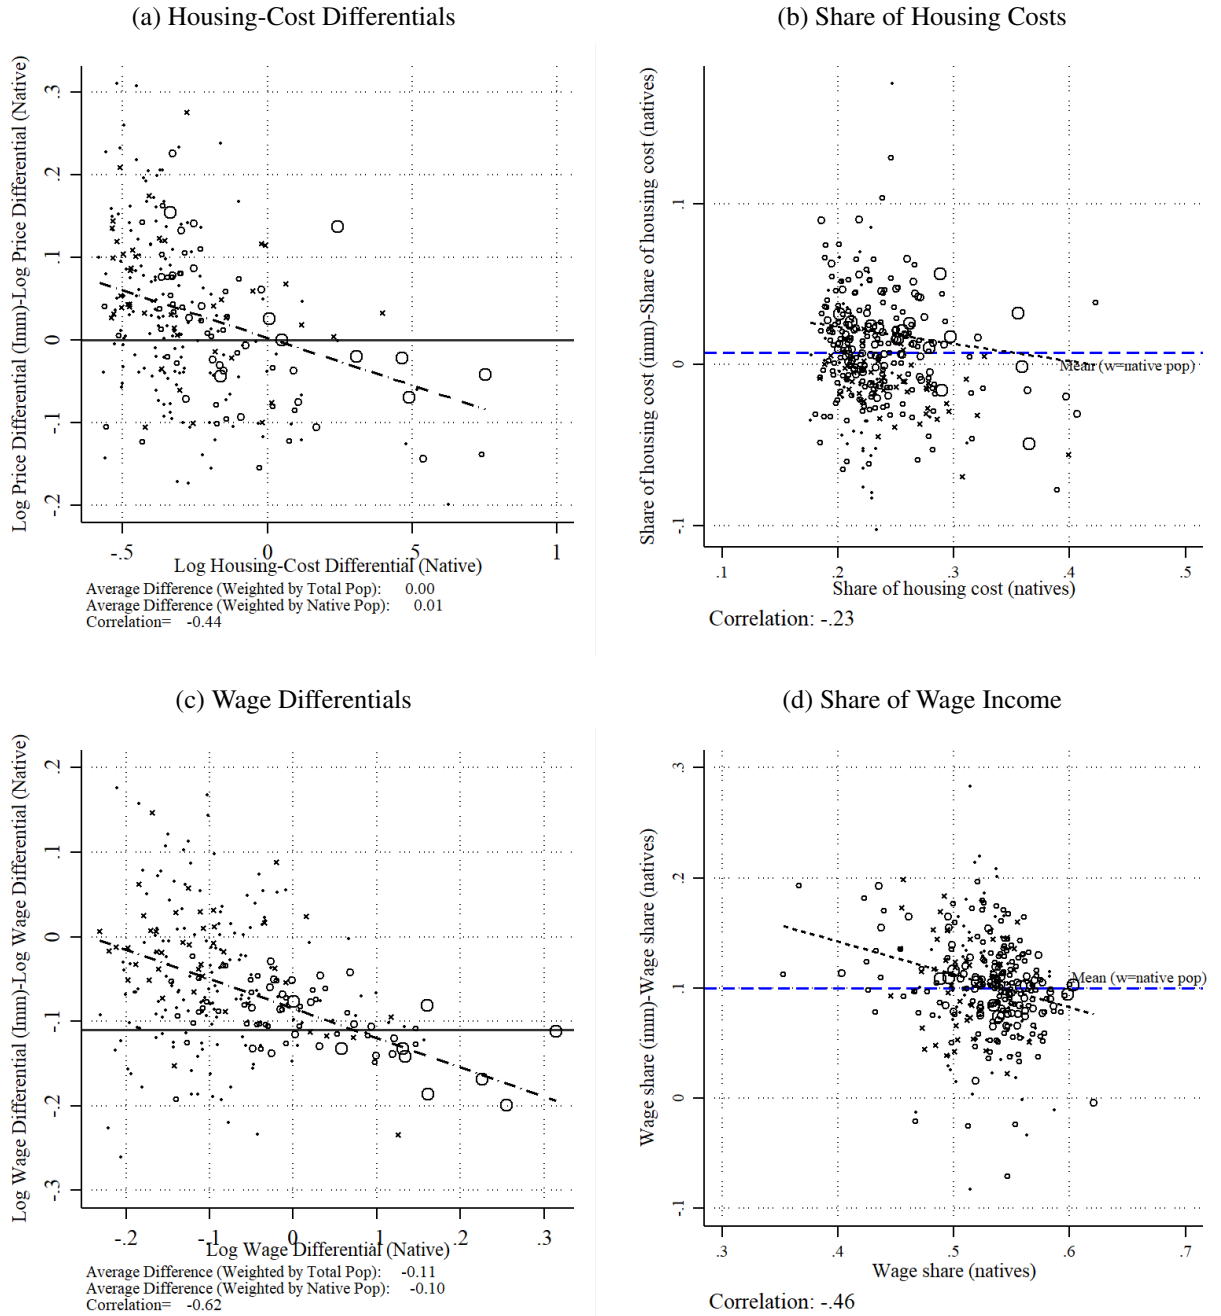 (a) Housing-Cost Differentials
Log Price Differential (Imm)-Log Price Differential (Native)
.3
.2
.1
0
-.1
-.2
-.5
0
.5
1
Log Housing-Cost Differential (Native)
Average Difference (Weighted by Total Pop): 0.00
Average Difference (Weighted by Native Pop): 0.01
Correlation= -0.44
(b) Share of Housing Costs
Share of housing cost (imm)-Share of housing cost (natives)
.1
0
-.1
Mean (w=native pop)
.1
.2
.3
.4
.5
Share of housing cost (natives)
Correlation: -.23
(c) Wage Differentials
Log Wage Differential (Imm)-Log Wage Differential (Native)
.2
.1
0
-.1
-.2
-.3
-.2
-.1
0
.1
.2
.3
Log Wage Differential (Native)
Average Difference (Weighted by Total Pop): -0.11
Average Difference (Weighted by Native Pop): -0.10
Correlation= -0.62
(d) Share of Wage Income
Wage share (imm)-Wage share (natives)
.3
.2
.1
0
-.1
Mean (w=native pop)
.3
.4
.5
.6
.7
Wage share (natives)
Correlation: -.46